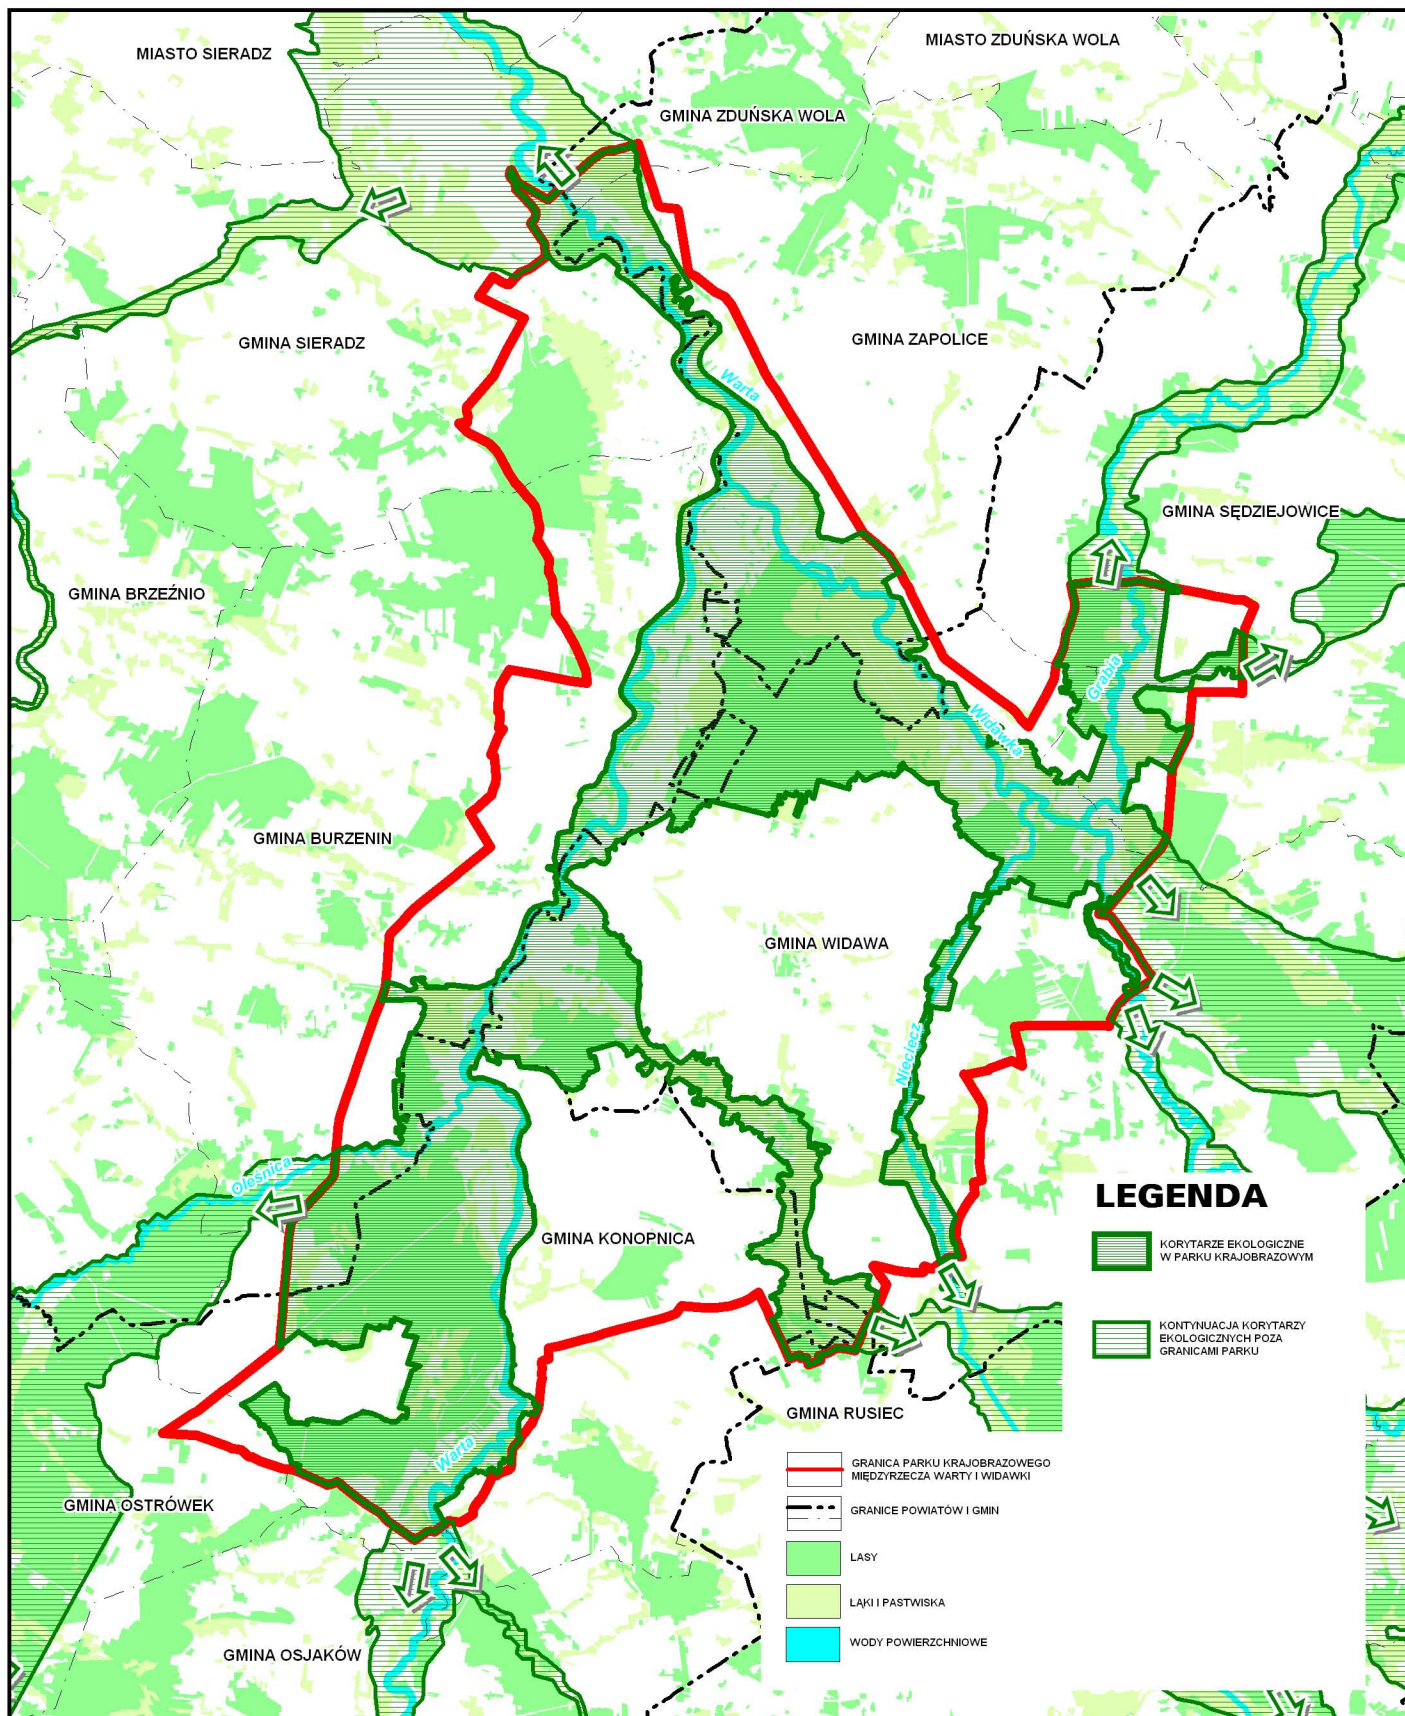 MIASTO SIERADZ
MIASTO ZDUŃSKA WOLA
GMINA ZDUŃSKA WOLA
GMINA SIERADZ
GMINA ZAPOLICE
Warta
GMINA SĘDZIEJOWICE
GMINA BRZEŹNIO
Grabia
Widawka
GMINA BURZENIN
GMINA WIDAWA
Nieciecz
Oleśnica
GMINA KONOPNICA
LEGENDA
KORYTARZE EKOLOGICZNE
W PARKU KRAJOBRAZOWYM
KONTYNUACJA KORYTARZY
EKOLOGICZNYCH POZA
GRANICAMI PARKU
GMINA RUSIEC
Warta
GMINA OSTRÓWEK
GRANICA PARKU KRAJOBRAZOWEGO
MIĘDZYRZECZA WARTY I WIDAWKI
GRANICE POWIATÓW I GMIN
LASY
ŁĄKI I PASTWISKA
WODY POWIERZCHNIOWE
GMINA OSJAKÓW